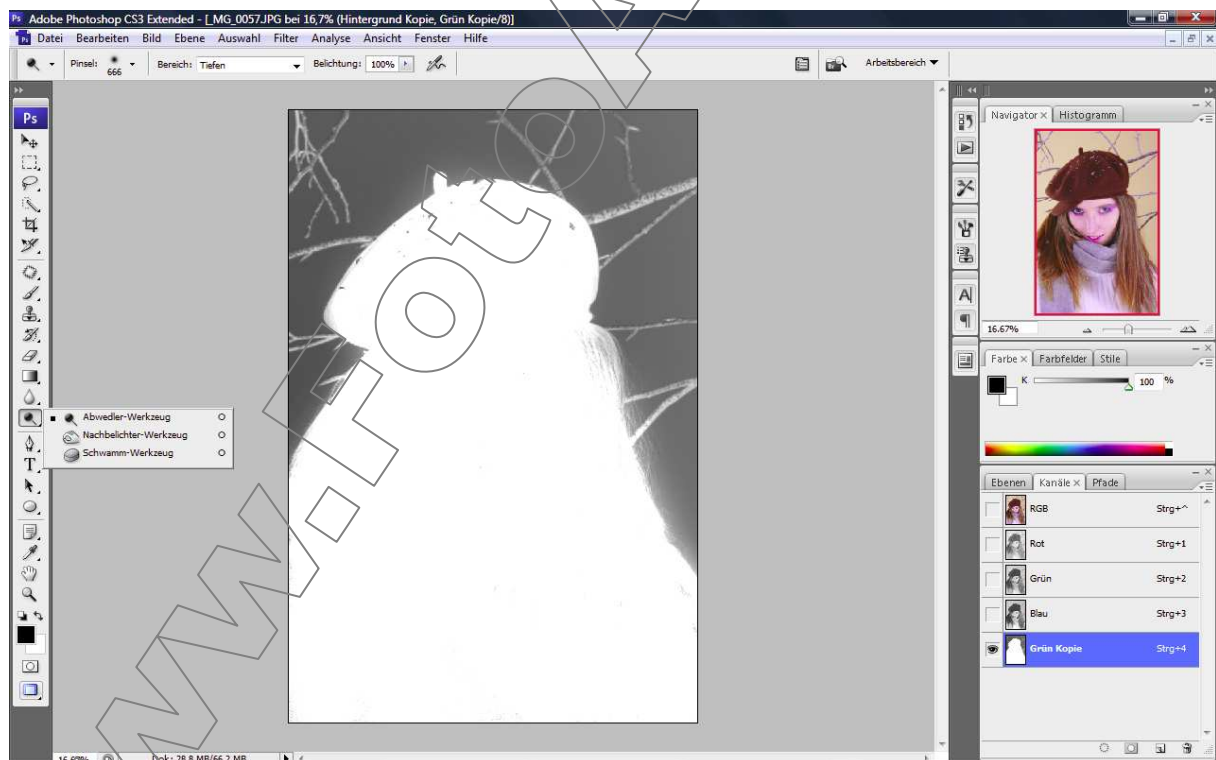 Adobe Photoshop CS3 Extended - [_MG_0057.JPG bei 16,7% (Hintergrund Kopie, Grün Kopie/8)]
Datei Bearbeiten Bild Ebene Auswahl Filter Analyse Ansicht Fenster Hilfe
Pinsel: 666 Bereich: Tiefen Belichtung: 100% Arbeitsbereich
Ps
Navigator x Histogramm
16.67%
Farbe x Farbfelder Stile
K 100 %
Abwedler-Werkzeug O
Nachbelichter-Werkzeug O
Schwamm-Werkzeug O
Ebenen Kanäle x Pfade
RGB Strg+^
Rot Strg+1
Grün Strg+2
Blau Strg+3
Grün Kopie Strg+4
16.67% Dok: 28,8 MB/66,2 MB